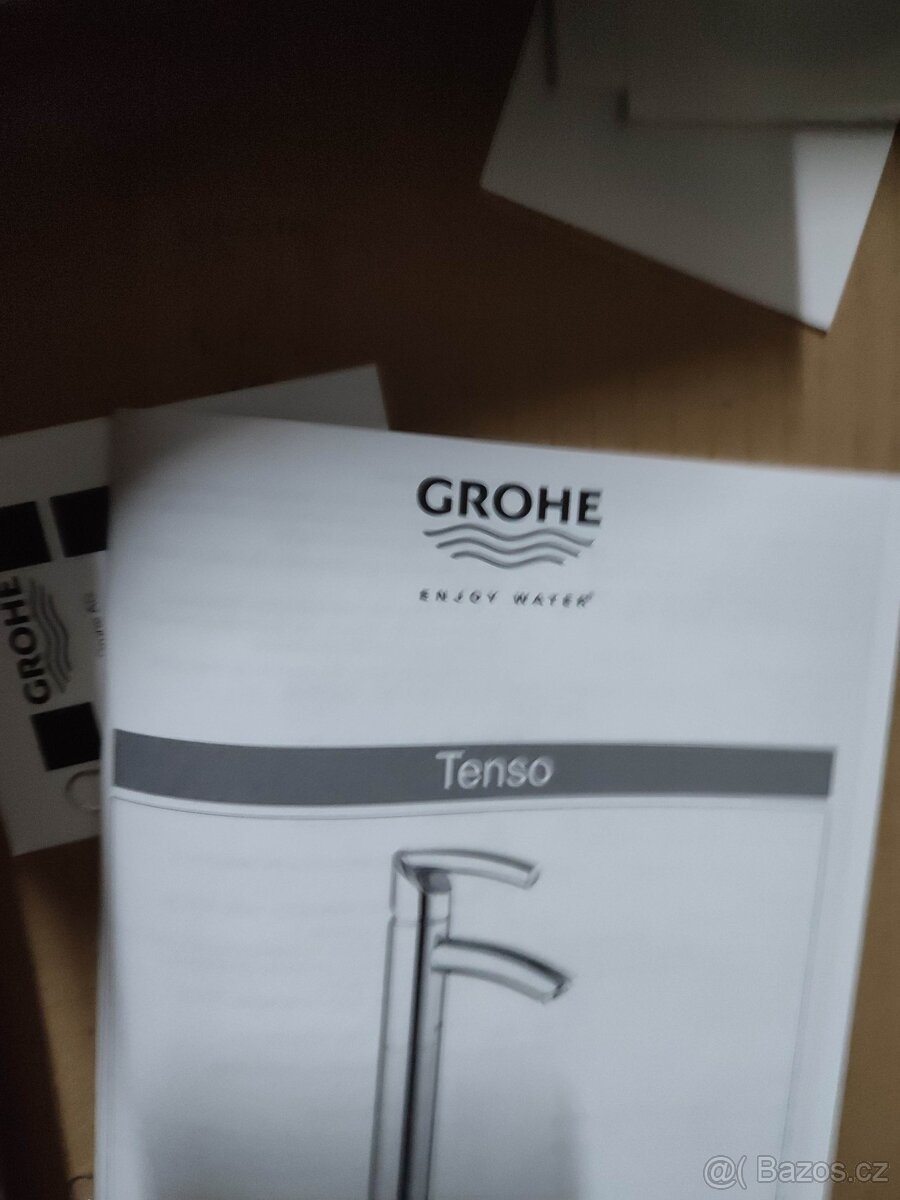 GROHE
ENJOY WATER®
GROHE
Tenso
@( Bazos.cz